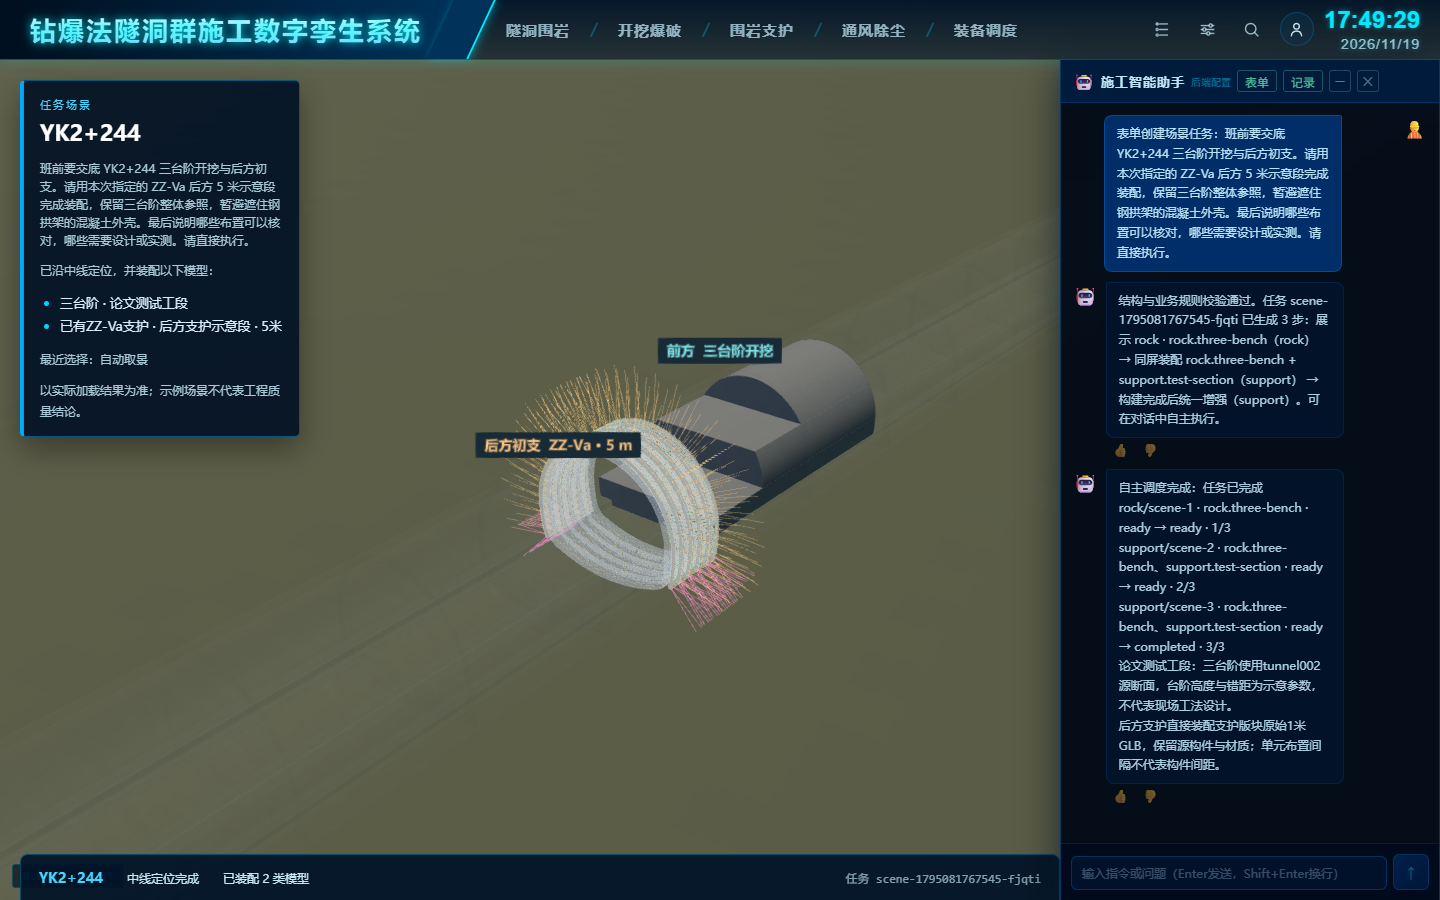 钻爆法隧洞群施工数字孪生系统
隧洞围岩 / 开挖爆破 / 围岩支护 / 通风除尘 / 装备调度
17:49:29
2026/11/19
任务场景
YK2+244
班前要交底 YK2+244 三台阶开挖与后方初
支。请用本次指定的 ZZ-Va 后方 5 米示意段
完成装配，保留三台阶整体参照，暂避遮住钢
拱架的混凝土外壳。最后说明哪些布置可以核
对，哪些需要设计或实测。请直接执行。
已沿中线定位，并装配以下模型：
三台阶 · 论文测试工段
已有ZZ-Va支护 · 后方支护示意段 · 5米
最近选择：自动取景
以实际加载结果为准；示例场景不代表工程质
量结论。
前方 三台阶开挖
后方初支 ZZ-Va • 5 m
施工智能助手 后端配置 表单 记录
表单创建场景任务：班前要交底
YK2+244 三台阶开挖与后方初支。请用
本次指定的 ZZ-Va 后方 5 米示意段完成
装配，保留三台阶整体参照，暂避遮住
钢拱架的混凝土外壳。最后说明哪些布
置可以核对，哪些需要设计或实测。请
直接执行。
结构与业务规则校验通过。任务 scene-
1795081767545-fjqti 已生成 3 步：展
示 rock · rock.three-bench（rock）
→ 同屏装配 rock.three-bench +
support.test-section（support） →
构建完成后统一增强（support）。可
在对话中自主执行。
自主调度完成：任务已完成
rock/scene-1 · rock.three-bench ·
ready → ready · 1/3
support/scene-2 · rock.three-
bench、support.test-section · ready
→ ready · 2/3
support/scene-3 · rock.three-
bench、support.test-section · ready
→ completed · 3/3
论文测试工段：三台阶使用tunnel002
源断面，台阶高度与错距为示意参数，
不代表现场工法设计。
后方支护直接装配支护版块原始1米
GLB，保留源构件与材质；单元布置间
隔不代表构件间距。
YK2+244 中线定位完成 已装配 2 类模型
任务 scene-1795081767545-fjqti
输入指令或问题（Enter发送，Shift+Enter换行）